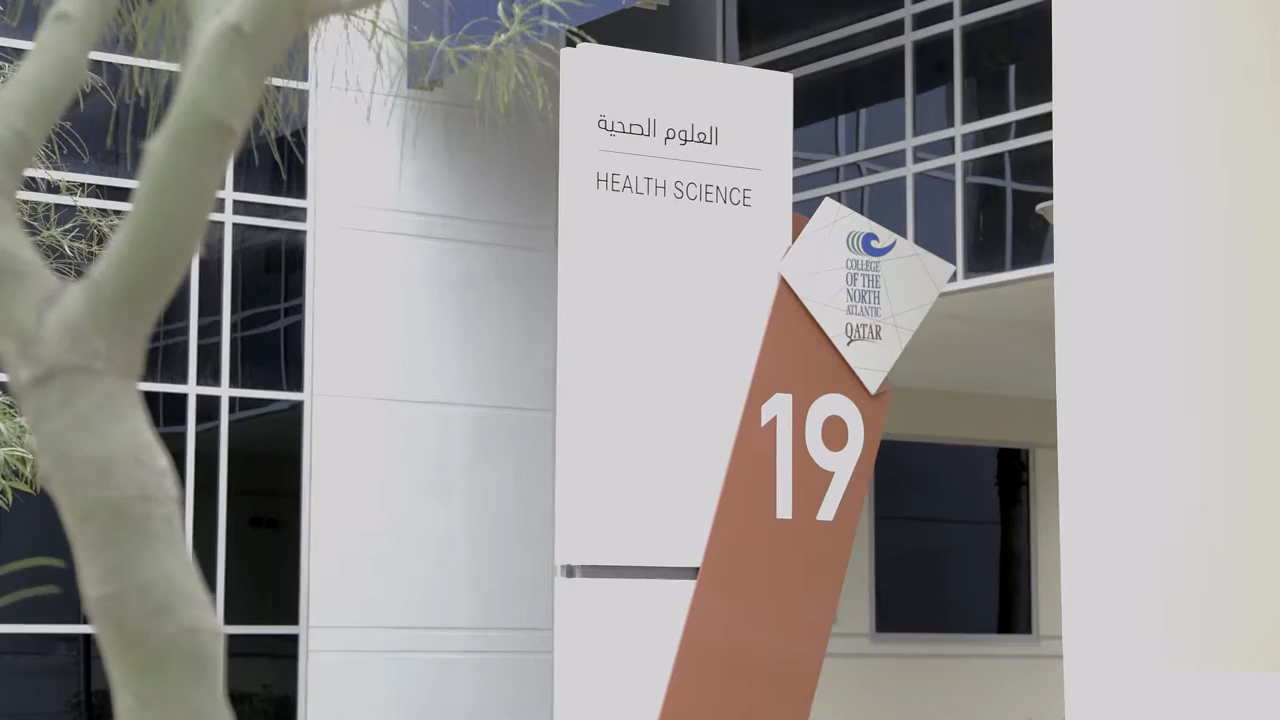 العلوم الصحية
HEALTH SCIENCE
COLLEGE
OF THE
NORTH
ATLANTIC
QATAR
19